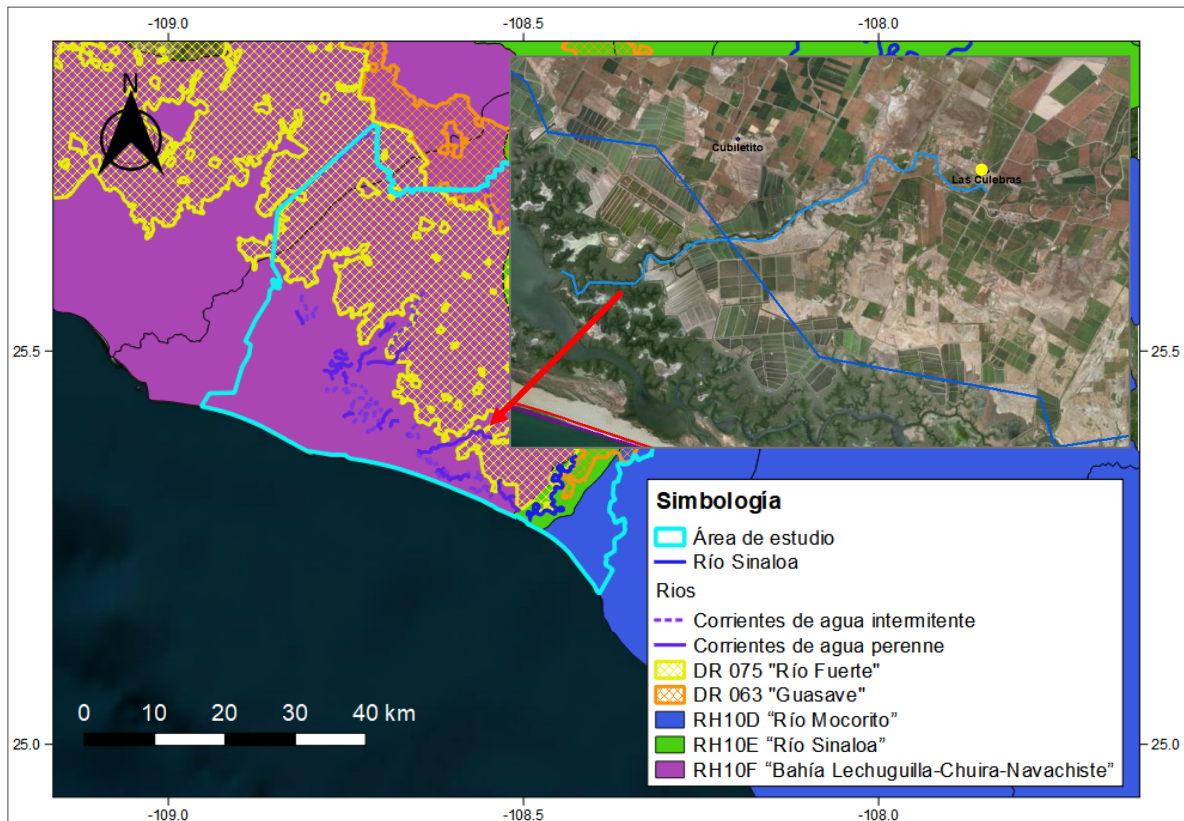 -109.0
-108.5
-108.0
N
Cubiletito
Las Culebras
25.5
25.5
Simbología
Área de estudio
Río Sinaloa
Rios
Corrientes de agua intermitente
Corrientes de agua perenne
DR 075 "Río Fuerte"
DR 063 "Guasave"
RH10D “Río Mocorito”
RH10E “Río Sinaloa”
RH10F “Bahía Lechuguilla-Chuira-Navachiste”
0 10 20 30 40 km
25.0
25.0
-109.0
-108.5
-108.0